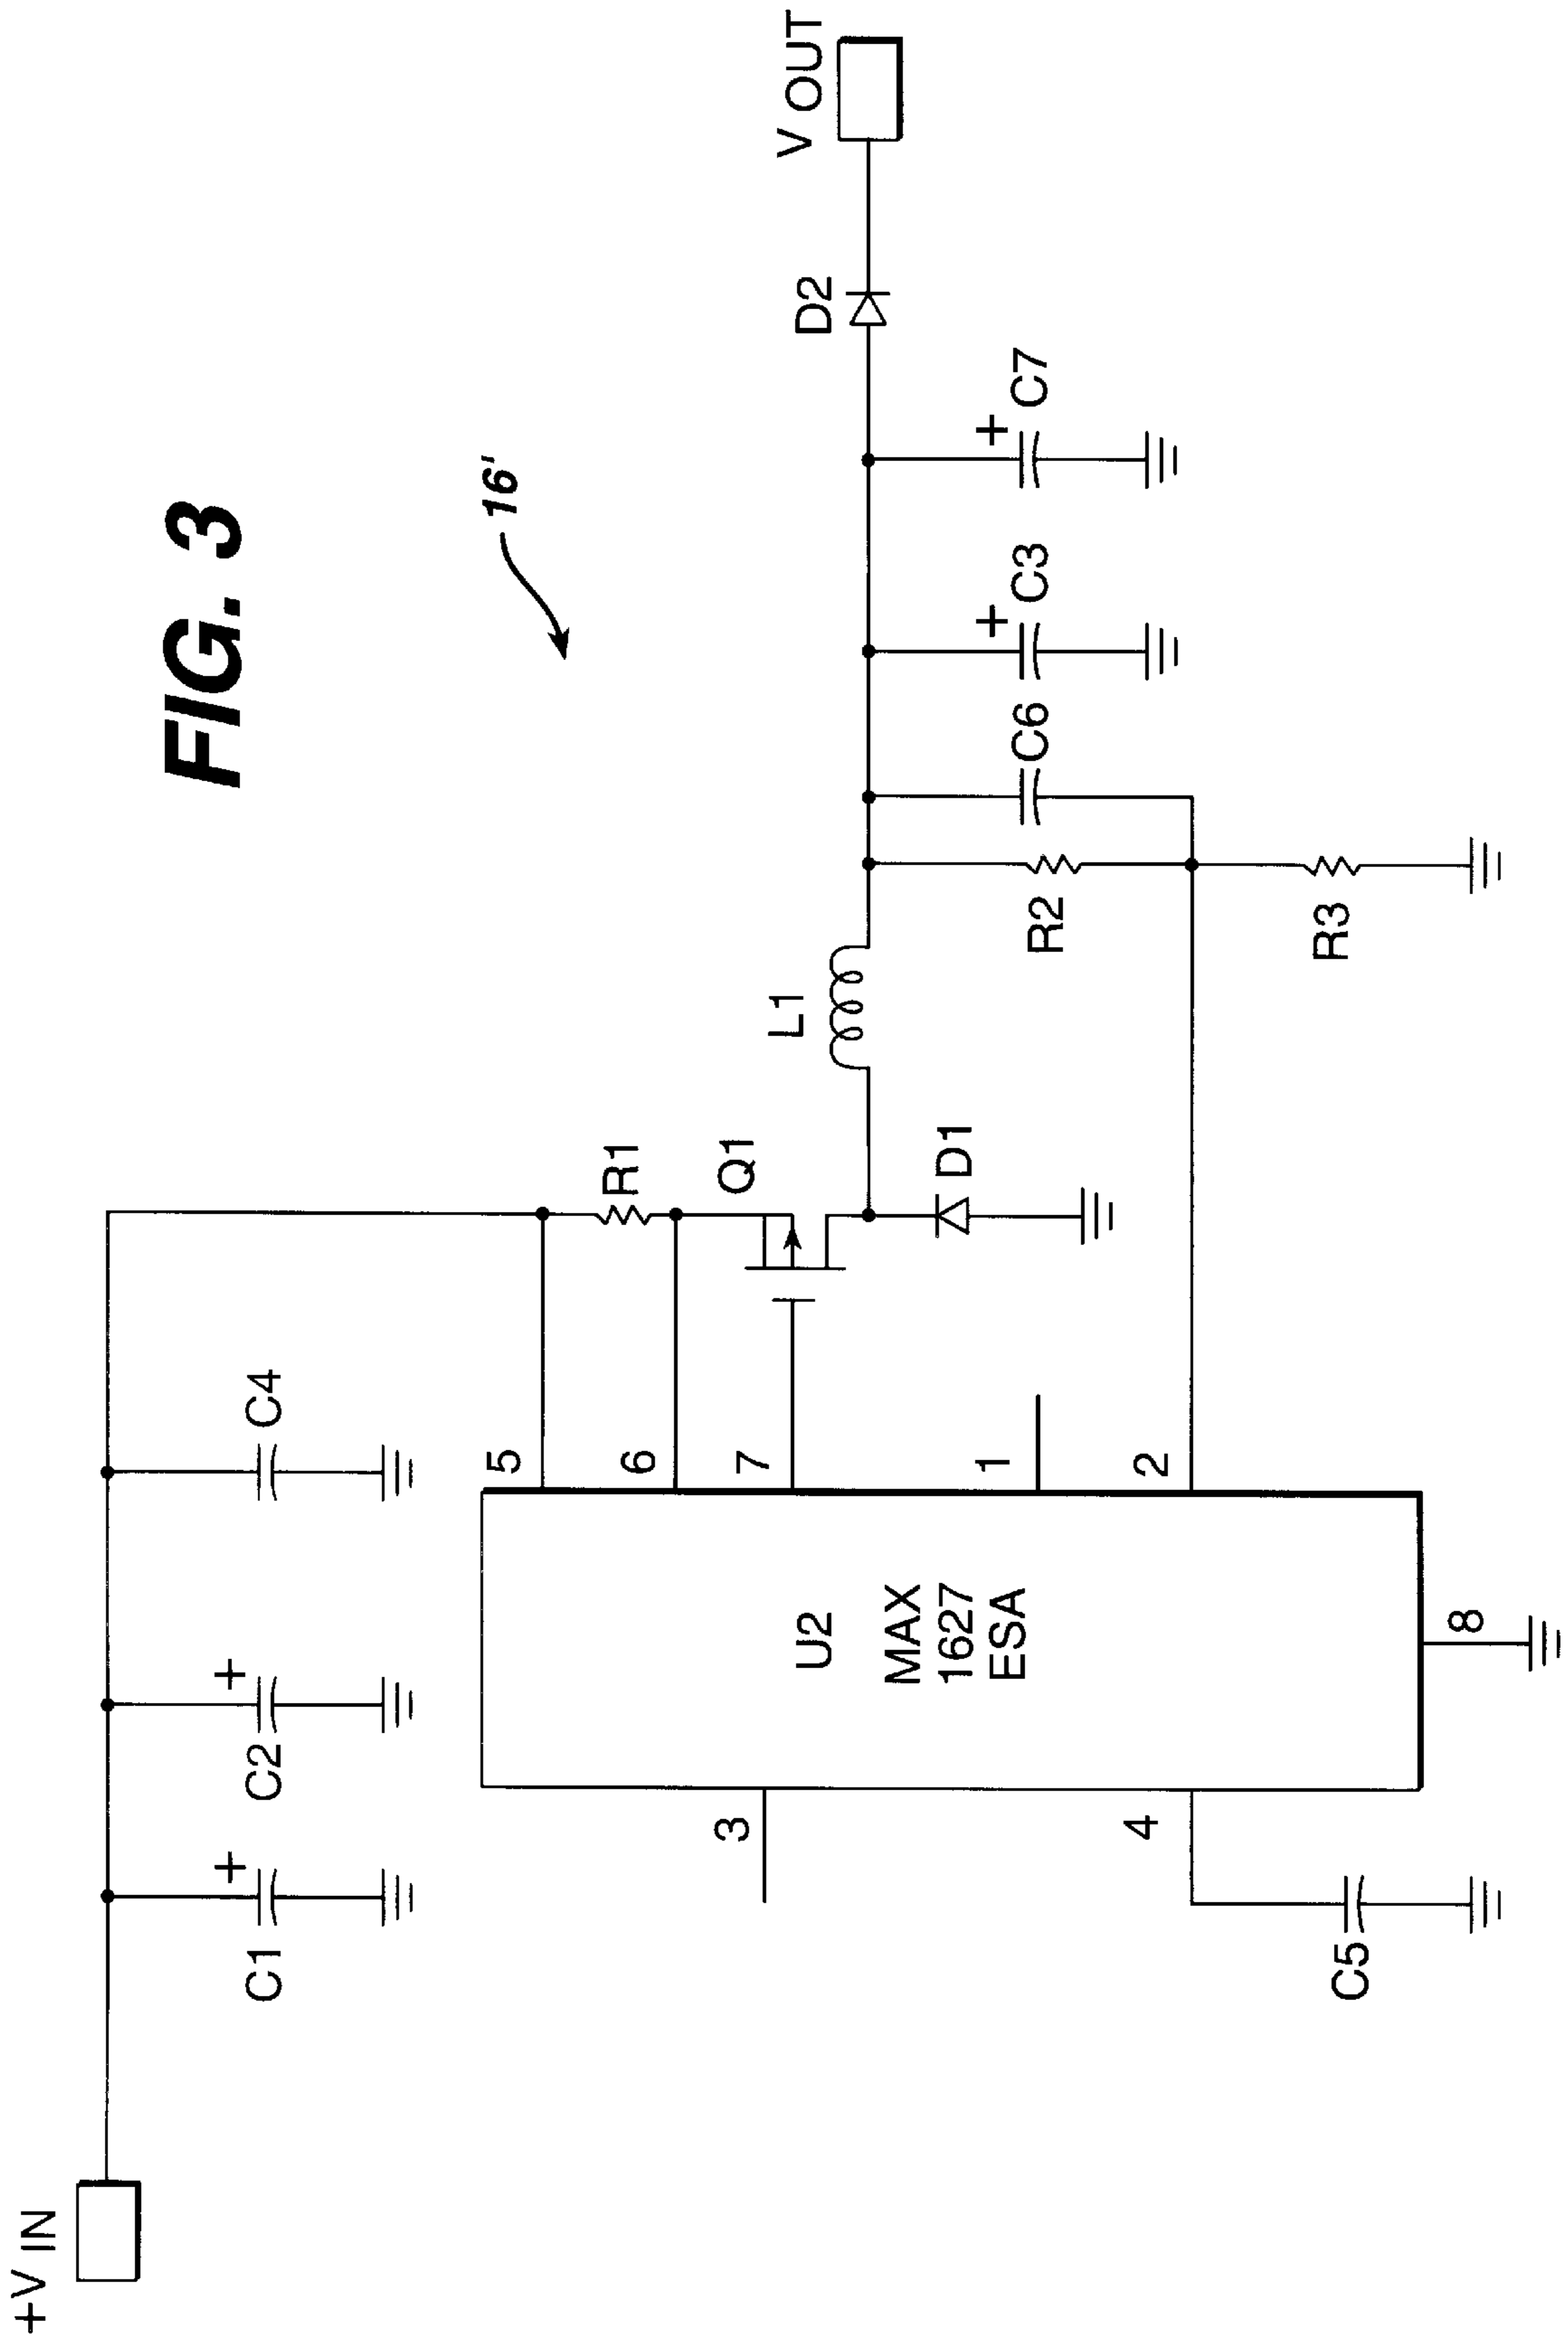 FIG. 3
16'
+V IN
C1
+
C2
+
C4
5
R1
6
Q1
7
3
U2
MAX
1627
ESA
1
L1
D1
D2
V OUT
4
2
R2
C6
+
C3
+
C7
C5
8
R3